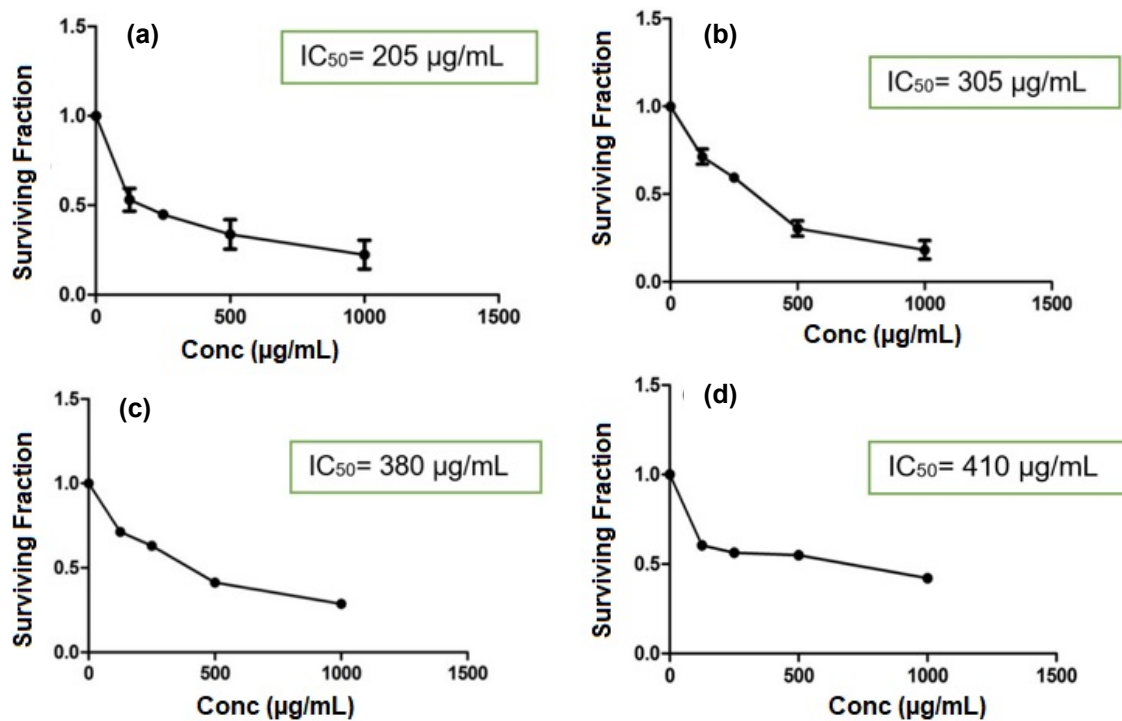 (a)
IC₅₀= 205 µg/mL
Surviving Fraction
1.5
1.0
0.5
0.0
0 500 1000 1500
Conc (µg/mL)
(b)
IC₅₀= 305 µg/mL
Surviving Fraction
1.5
1.0
0.5
0.0
0 500 1000 1500
Conc (µg/mL)
(c)
IC₅₀= 380 µg/mL
Surviving Fraction
1.5
1.0
0.5
0.0
0 500 1000 1500
Conc (µg/mL)
(d)
IC₅₀= 410 µg/mL
Surviving Fraction
1.5
1.0
0.5
0.0
0 500 1000 1500
Conc (µg/mL)